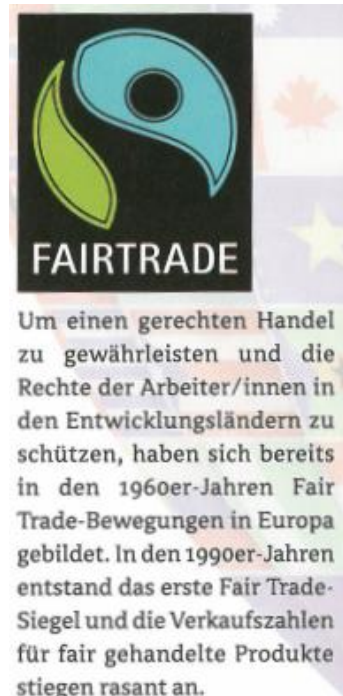 FAIRTRADE
Um einen gerechten Handel
zu gewährleisten und die
Rechte der Arbeiter/innen in
den Entwicklungsländern zu
schützen, haben sich bereits
in den 1960er-Jahren Fair
Trade-Bewegungen in Europa
gebildet. In den 1990er-Jahren
entstand das erste Fair Trade-
Siegel und die Verkaufszahlen
für fair gehandelte Produkte
stiegen rasant an.